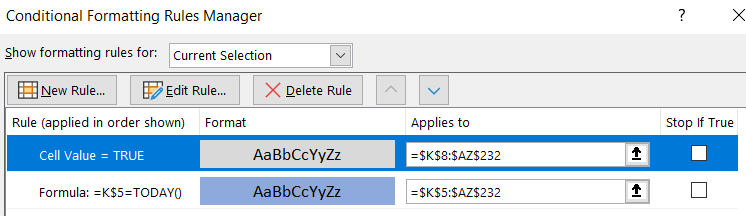 Conditional Formatting Rules Manager ? ×
Show formatting rules for: Current Selection
New Rule... Edit Rule... Delete Rule
Rule (applied in order shown) Format Applies to Stop If True
Cell Value = TRUE AaBbCcYyZz =$K$8:$AZ$232
Formula: =K$5=TODAY() AaBbCcYyZz =$K$5:$AZ$232